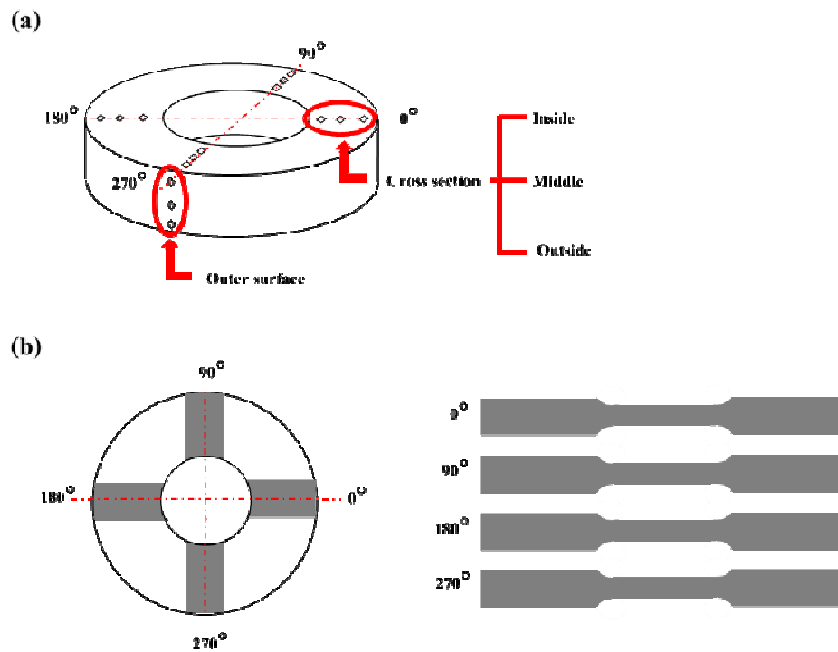 (a)
90°
180°
0°
Inside
270°
Cross section
Middle
Outside
Outer surface
(b)
90°
0°
90°
180°
0°
180°
270°
270°